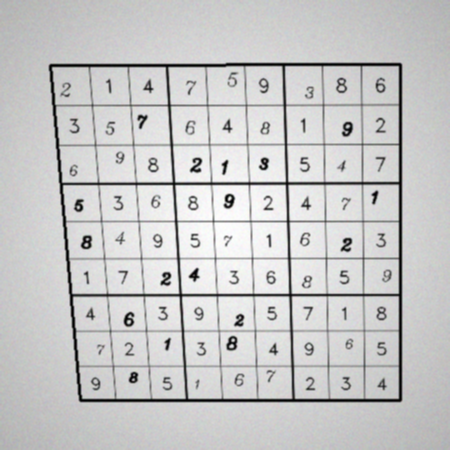 2 1 4 7 5 9 3 8 6
3 5 7 6 4 8 1 9 2
6 9 8 2 1 3 5 4 7
5 3 6 8 9 2 4 7 1
8 4 9 5 7 1 6 2 3
1 7 2 4 3 6 8 5 9
4 6 3 9 2 5 7 1 8
7 2 1 3 8 4 9 6 5
9 8 5 1 6 7 2 3 4